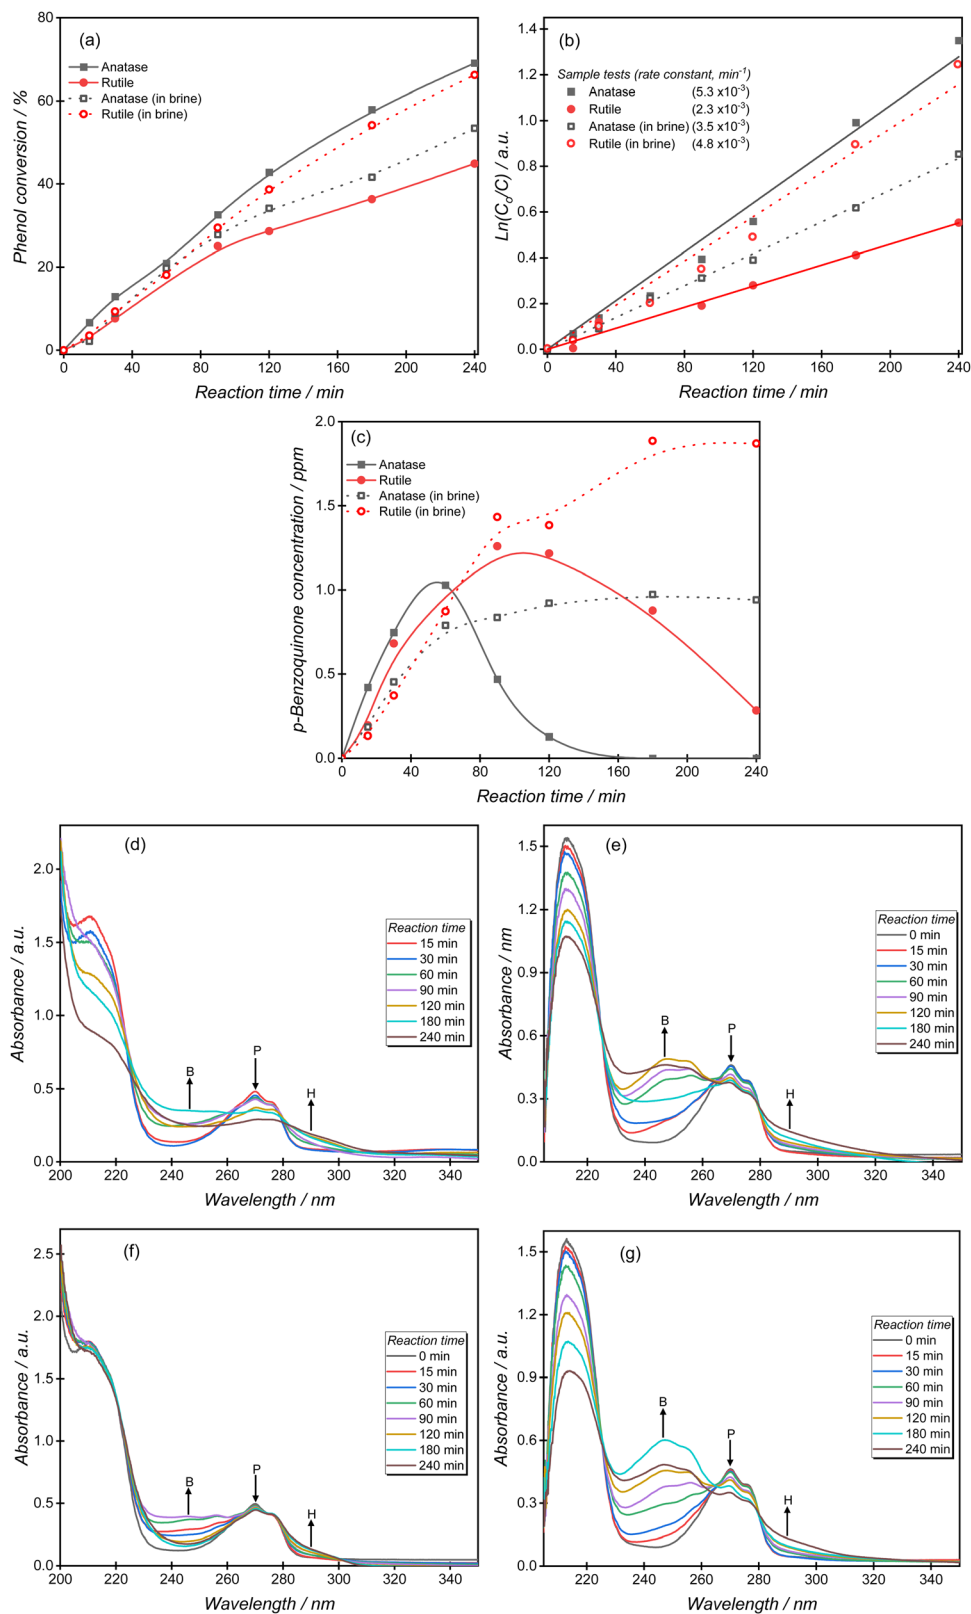 (a)
Anatase
Rutile
Anatase (in brine)
Rutile (in brine)
Phenol conversion / %
80
60
40
20
0
0 40 80 120 160 200 240
Reaction time / min
(b)
Sample tests (rate constant, min⁻¹)
Anatase (5.3 x10⁻³)
Rutile (2.3 x10⁻³)
Anatase (in brine) (3.5 x10⁻³)
Rutile (in brine) (4.8 x10⁻³)
Ln(C₀/C) / a.u.
1.4
1.2
1.0
0.8
0.6
0.4
0.2
0.0
0 40 80 120 160 200 240
Reaction time / min
(c)
Anatase
Rutile
Anatase (in brine)
Rutile (in brine)
p-Benzoquinone concentration / ppm
2.0
1.5
1.0
0.5
0.0
0 40 80 120 160 200 240
Reaction time / min
(d)
Absorbance / a.u.
2.0
1.5
1.0
0.5
0.0
B
P
H
Reaction time
15 min
30 min
60 min
90 min
120 min
180 min
240 min
200 220 240 260 280 300 320 340
Wavelength / nm
(e)
Absorbance / nm
1.5
1.2
0.9
0.6
0.3
0.0
B
P
H
Reaction time
0 min
15 min
30 min
60 min
90 min
120 min
180 min
240 min
220 240 260 280 300 320 340
Wavelength / nm
(f)
Absorbance / a.u.
2.5
2.0
1.5
1.0
0.5
0.0
B
P
H
Reaction time
0 min
15 min
30 min
60 min
90 min
120 min
180 min
240 min
200 220 240 260 280 300 320 340
Wavelength / nm
(g)
Absorbance / a.u.
1.5
1.2
0.9
0.6
0.3
0.0
B
P
H
Reaction time
0 min
15 min
30 min
60 min
90 min
120 min
180 min
240 min
220 240 260 280 300 320 340
Wavelength / nm